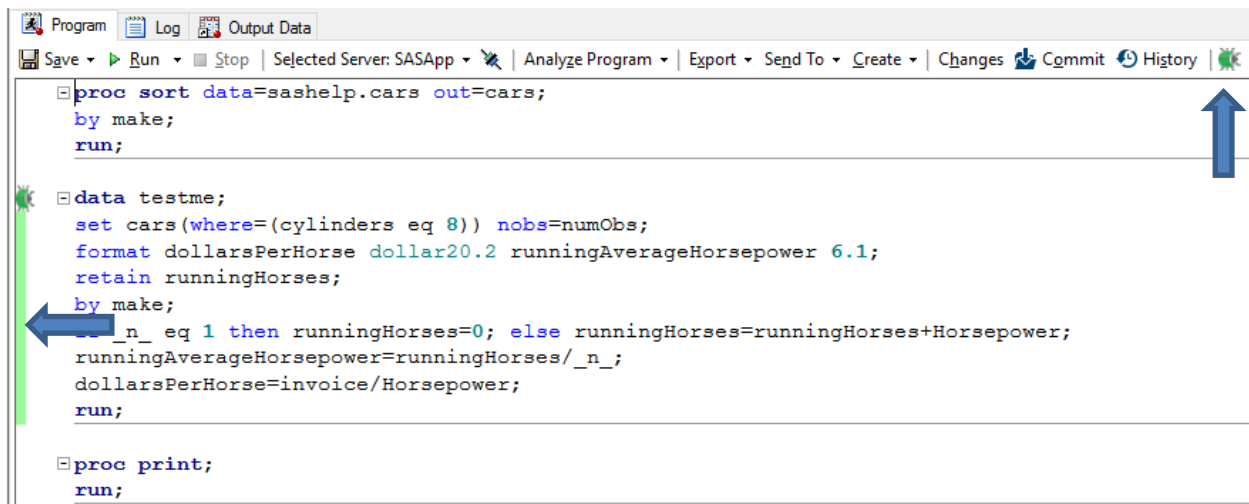 Program Log Output Data
Save Run Stop Selected Server: SASApp Analyze Program Export Send To Create Changes Commit History
proc sort data=sashelp.cars out=cars;
by make;
run;
data testme;
set cars(where=(cylinders eq 8)) nobs=numObs;
format dollarsPerHorse dollar20.2 runningAverageHorsepower 6.1;
retain runningHorses;
by make;
_n_ eq 1 then runningHorses=0; else runningHorses=runningHorses+Horsepower;
runningAverageHorsepower=runningHorses/_n_;
dollarsPerHorse=invoice/Horsepower;
run;
proc print;
run;